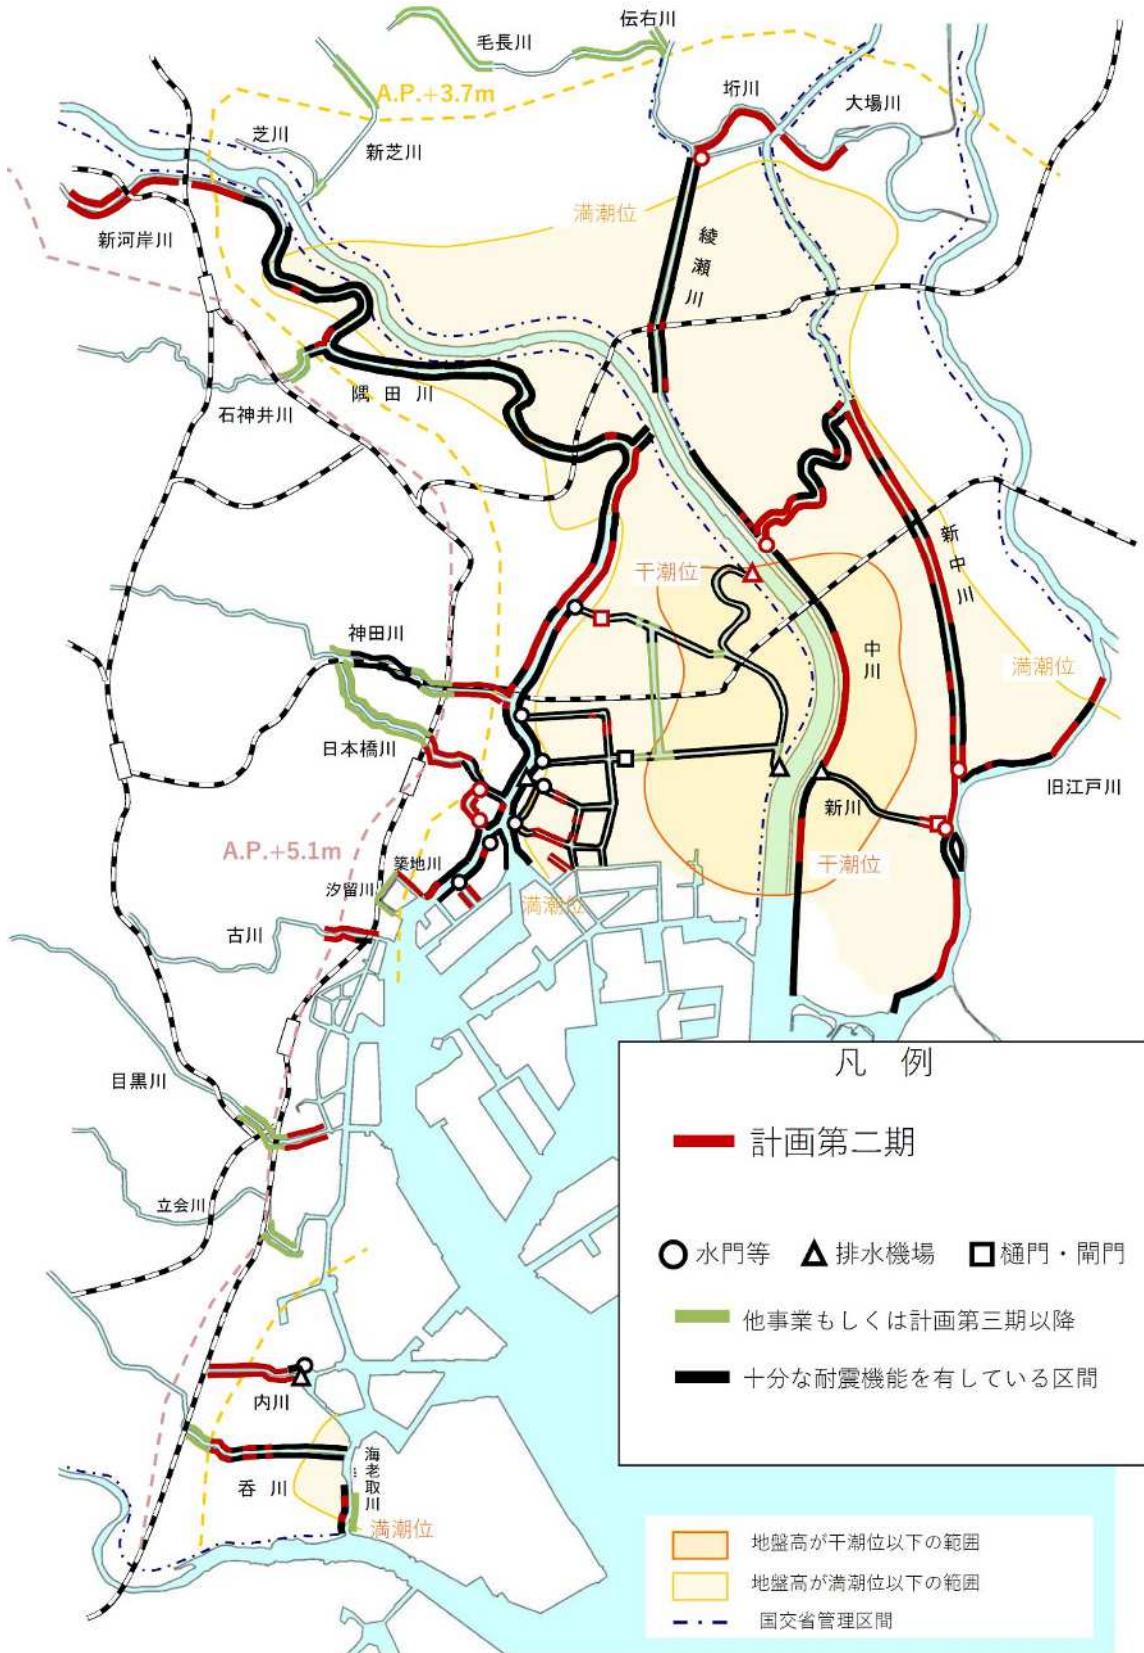 伝右川
毛長川
A.P.+3.7m
垳川
大場川
芝川
新芝川
満潮位
新河岸川
綾瀬川
隅田川
石神井川
新中川
干潮位
神田川
中川
満潮位
日本橋川
旧江戸川
新川
A.P.+5.1m
築地川
干潮位
汐留川
満潮位
古川
目黒川
立会川
内川
海老取川
呑川
満潮位
凡例
計画第二期
水門等
排水機場
樋門・閘門
他事業もしくは計画第三期以降
十分な耐震機能を有している区間
地盤高が干潮位以下の範囲
地盤高が満潮位以下の範囲
国交省管理区間